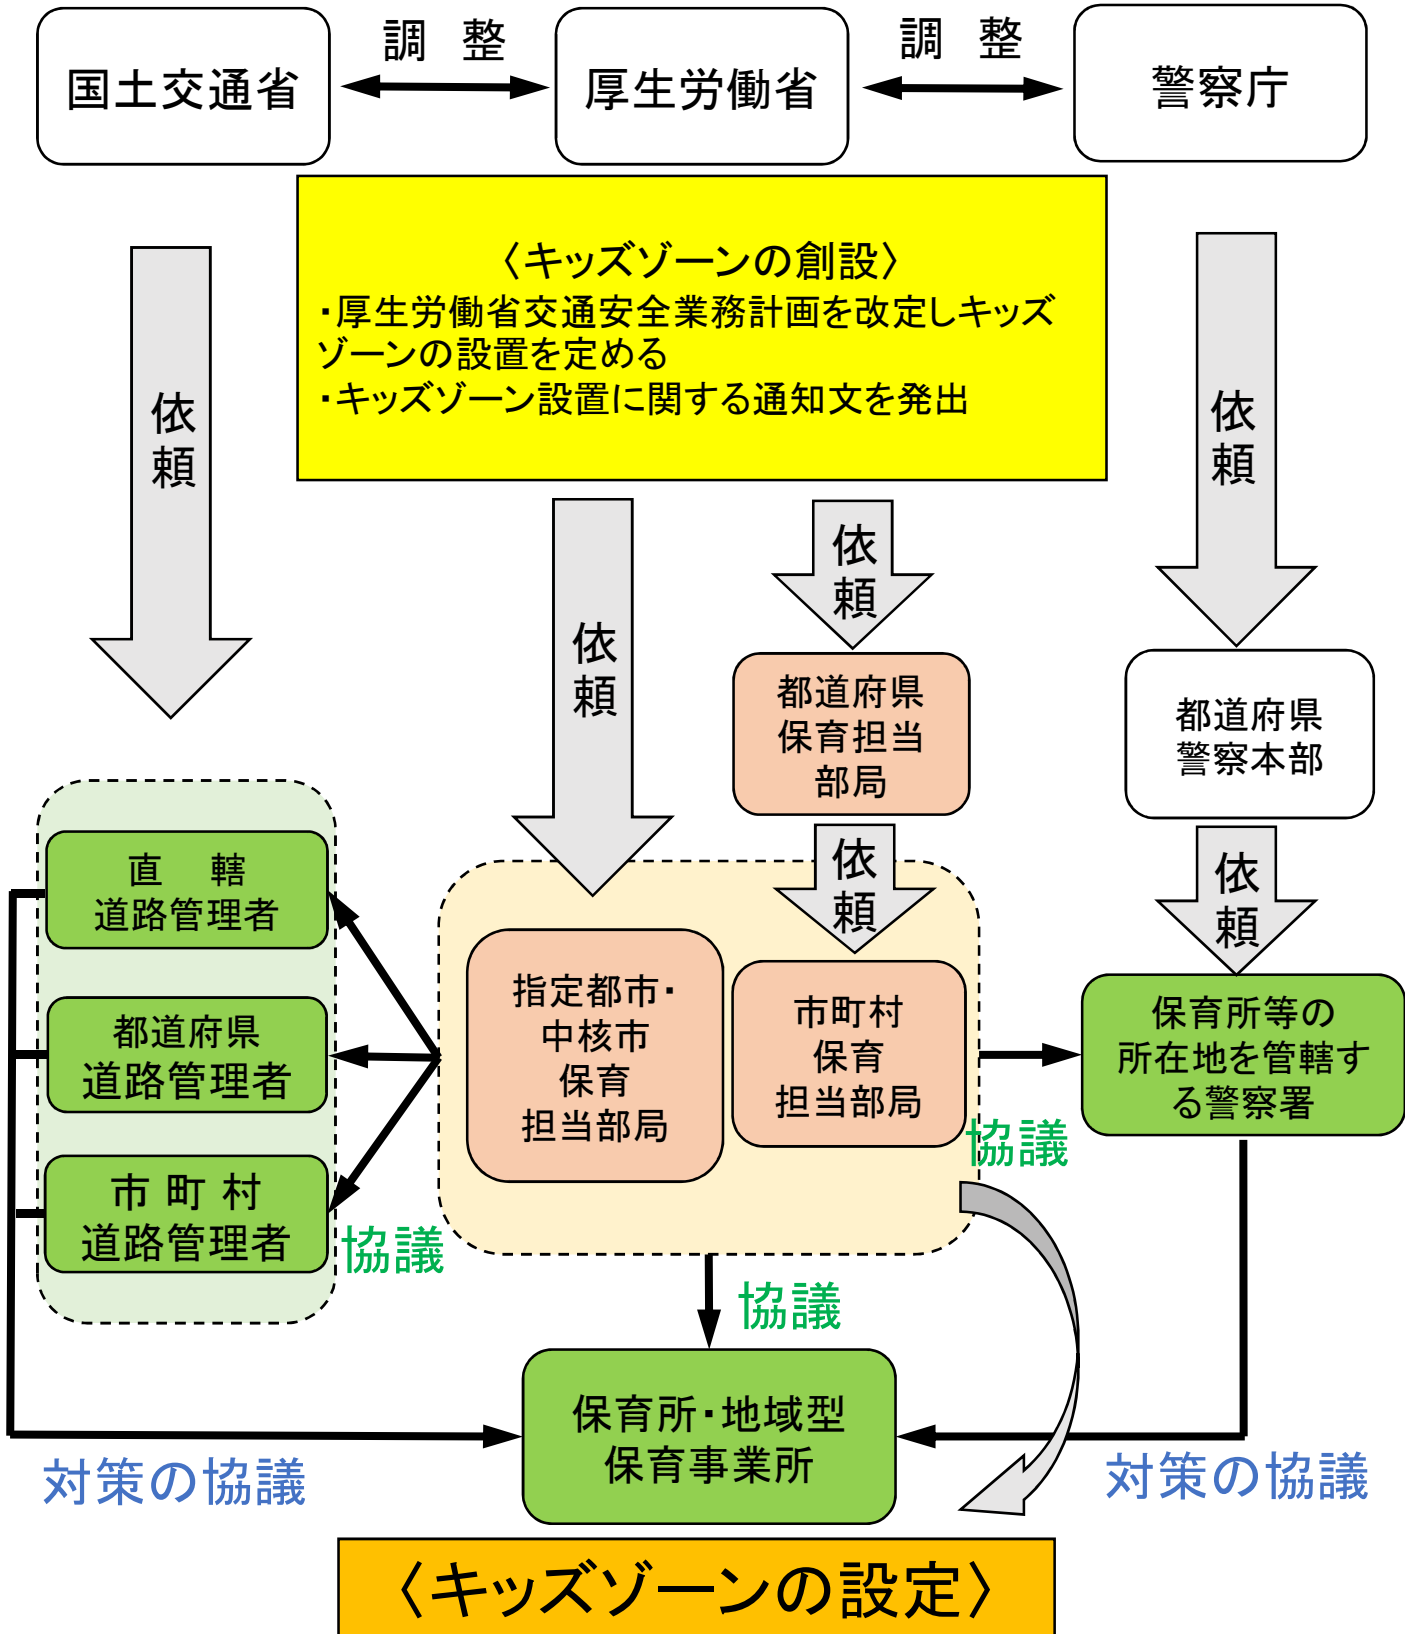 国土交通省
調　整
厚生労働省
調　整
警察庁
〈キッズゾーンの創設〉
・厚生労働省交通安全業務計画を改定しキッズ
ゾーンの設置を定める
・キッズゾーン設置に関する通知文を発出
依頼
依頼
依頼
依頼
都道府県
保育担当
部局
都道府県
警察本部
依頼
依頼
直　轄
道路管理者
都道府県
道路管理者
市 町 村
道路管理者
指定都市・
中核市
保育
担当部局
市町村
保育
担当部局
保育所等の
所在地を管轄す
る警察署
協議
協議
協議
保育所・地域型
保育事業所
対策の協議
対策の協議
〈キッズゾーンの設定〉